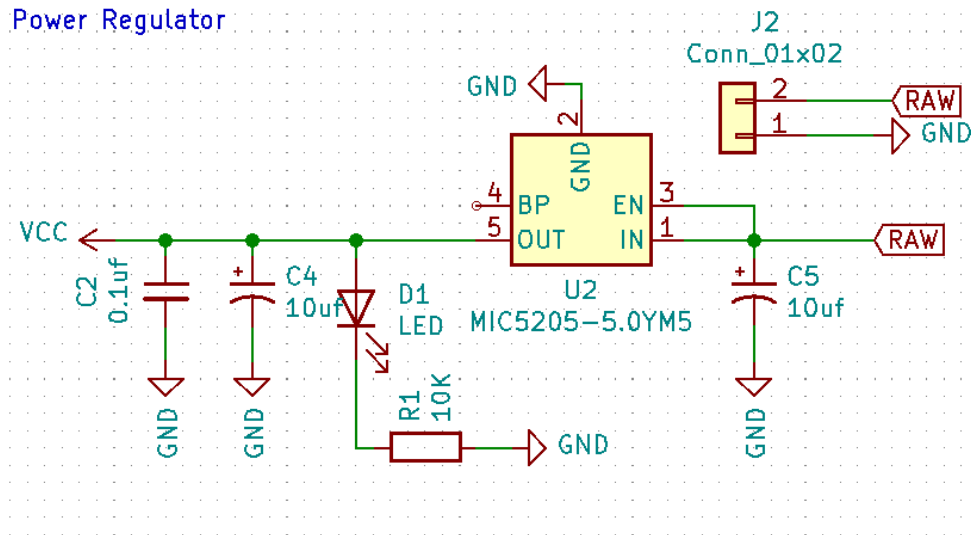 Power Regulator
J2
Conn_01x02
GND
2
RAW
1
GND
2
GND
4
BP
EN
3
VCC
5
OUT
IN
1
RAW
C2
0.1uf
+
C4
10uf
D1
LED
U2
MIC5205-5.0YM5
+
C5
10uf
GND
GND
R1
10K
GND
GND